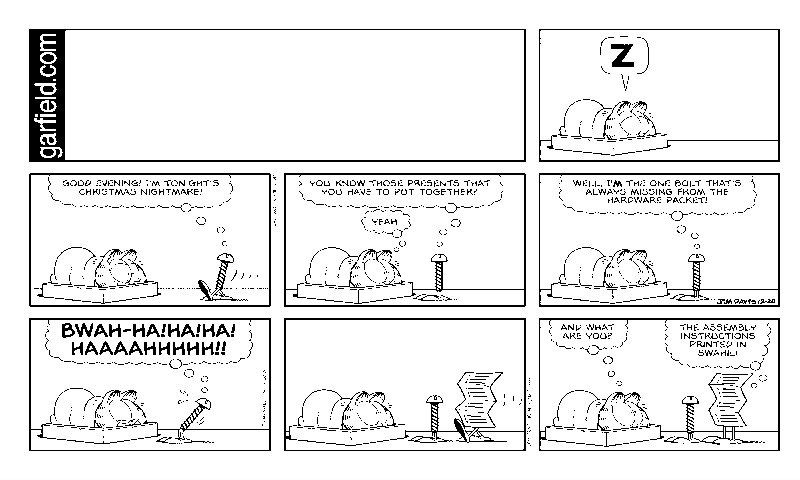 garfield.com
Z
GOOD EVENING! I'M TONIGHT'S
CHRISTMAS NIGHTMARE!
YOU KNOW THOSE PRESENTS THAT
YOU HAVE TO PUT TOGETHER?
YEAH
WELL, I'M THE ONE BOLT THAT'S
ALWAYS MISSING FROM THE
HARDWARE PACKET!
JIM DAVIS 12-20
BWAH-HA!HA!HA!
HAAAAHHHHH!!
AND WHAT
ARE YOU?
THE ASSEMBLY
INSTRUCTIONS
PRINTED IN
SWAHILI